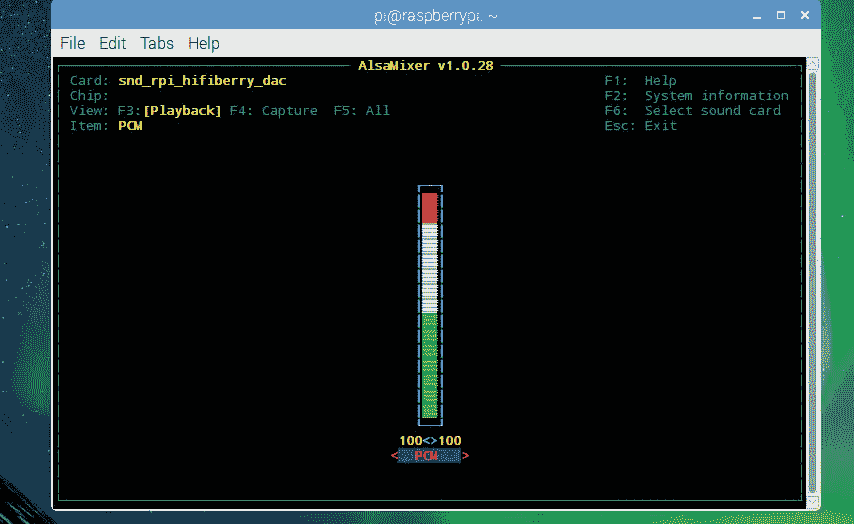 pi@raspberrypi: ~
File Edit Tabs Help
AlsaMixer v1.0.28
Card: snd_rpi_hifiberry_dac F1: Help
Chip: F2: System information
View: F3:[Playback] F4: Capture F5: All F6: Select sound card
Item: PCM Esc: Exit
100<>100
< PCM >